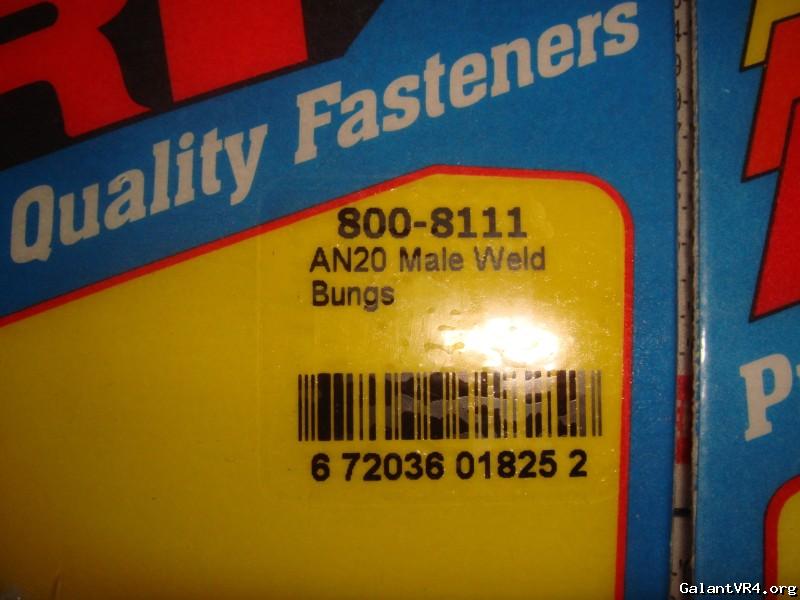 Quality Fasteners
800-8111
AN20 Male Weld
Bungs
6 72036 01825 2
GalantVR4.org